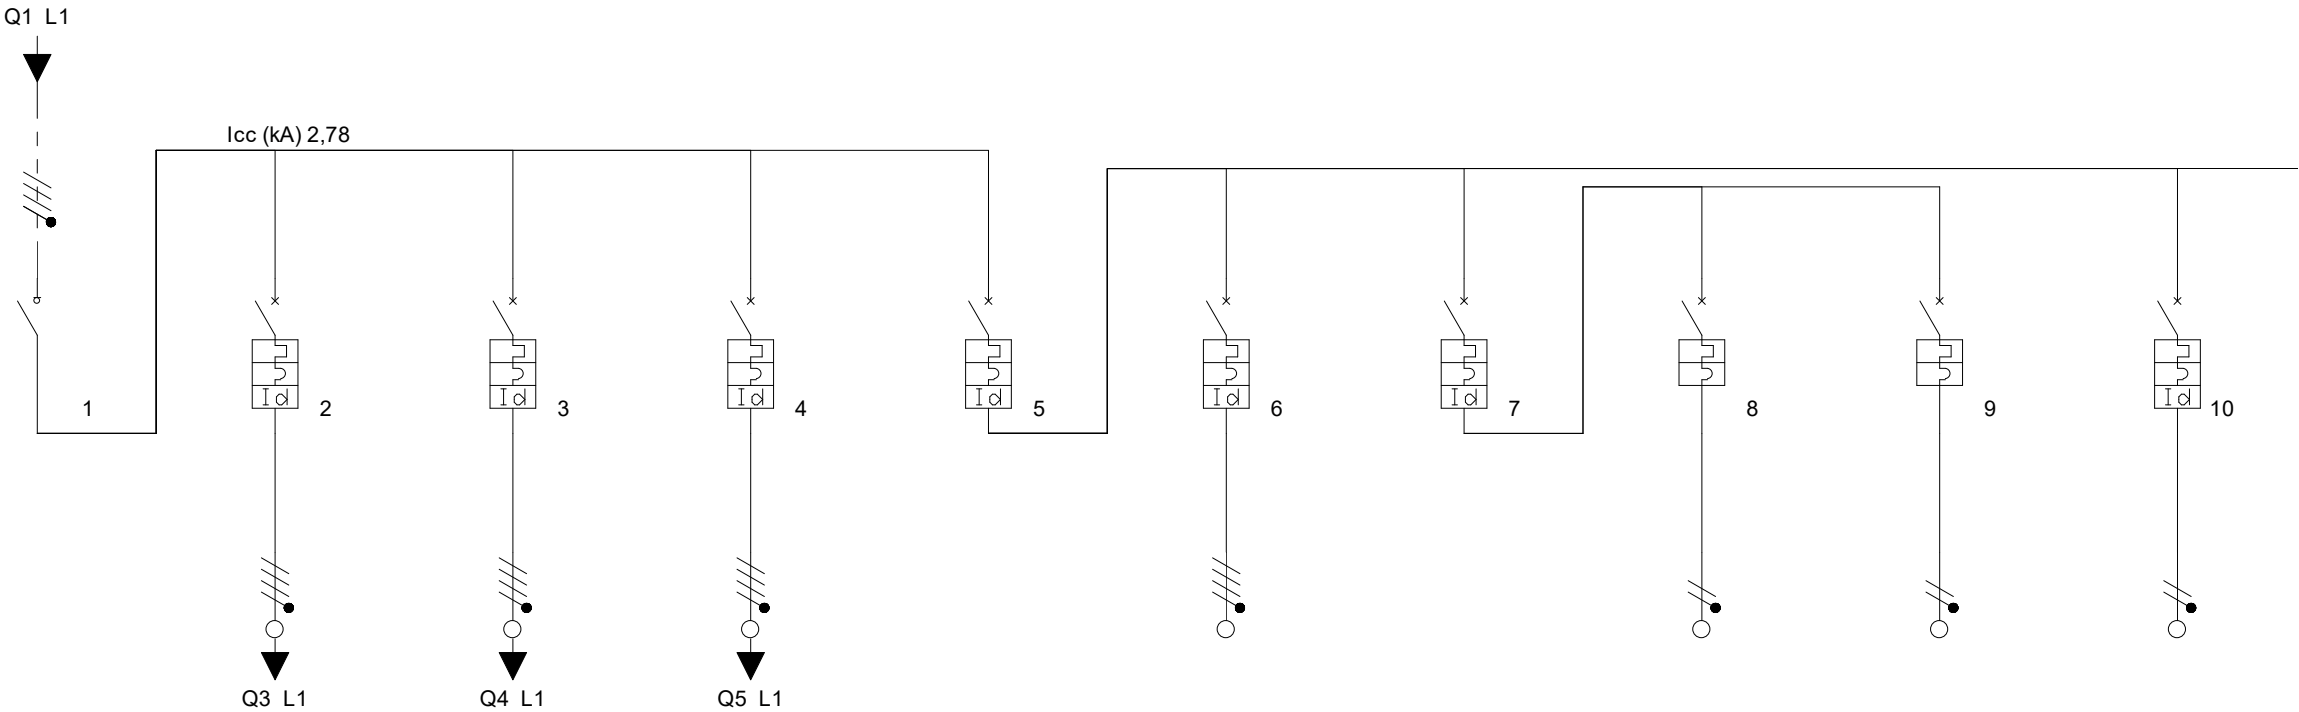 Q1 L1
Icc (kA) 2,78
1
Id 2
Id 3
Id 4
Id 5
Id 6
Id 7
8
9
Id 10
Q3 L1
Q4 L1
Q5 L1